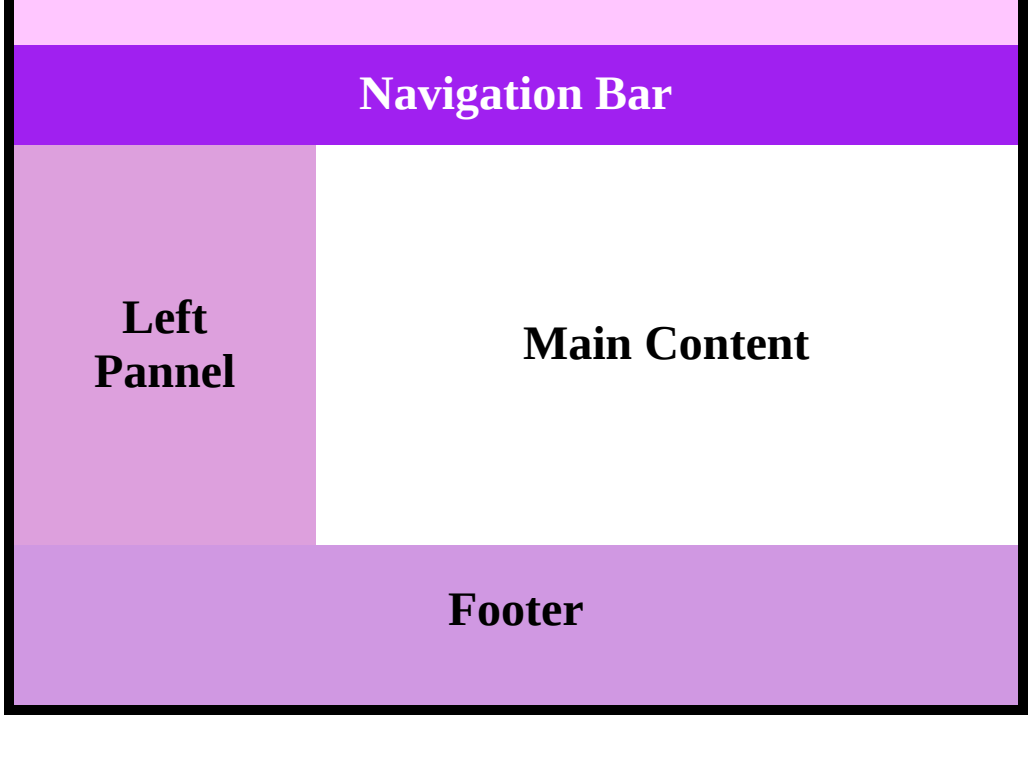 Navigation Bar
Left
Pannel
Main Content
Footer